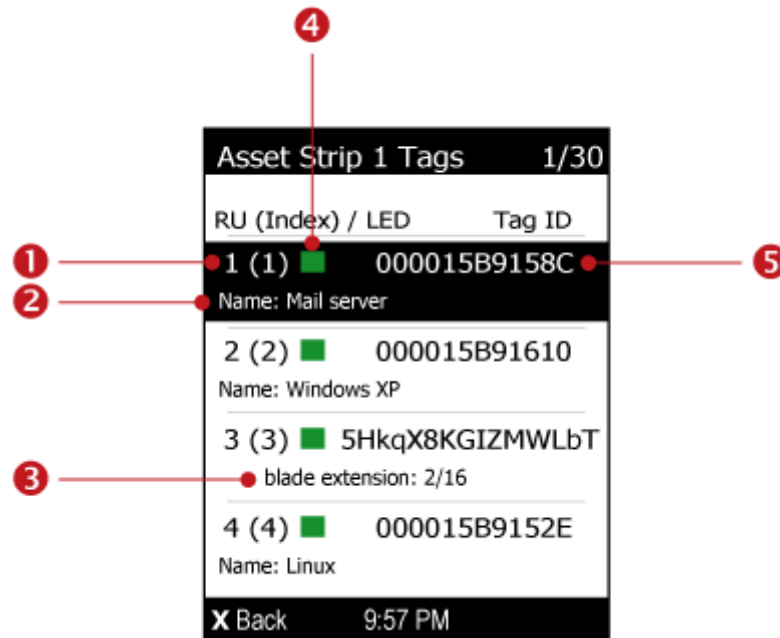 4
Asset Strip 1 Tags 1/30
RU (Index) / LED Tag ID
1 1 (1) 000015B9158C 5
2 Name: Mail server
2 (2) 000015B91610
Name: Windows XP
3 (3) 5HkqX8KGIZMWLbT
3 blade extension: 2/16
4 (4) 000015B9152E
Name: Linux
X Back 9:57 PM